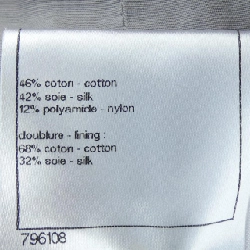 46% coton - cotton
42% soie - silk
12% polyamide - nylon
doublure - lining :
68% coton - cotton
32% soie - silk
796108